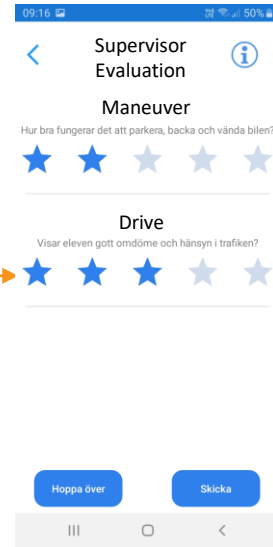 09:16 50%
Supervisor
Evaluation
Maneuver
Hur bra fungerar det att parkera, backa och vända bilen?
Drive
Visar eleven gott omdöme och hänsyn i trafiken?
Hoppa över Skicka